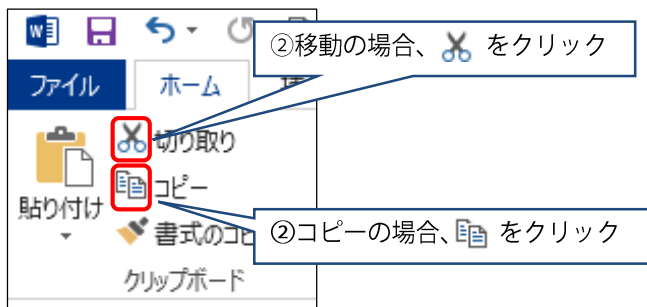 ②移動の場合、 をクリック
ファイル ホーム
切り取り
コピー
貼り付け
書式のコピ
②コピーの場合、 をクリック
クリップボード